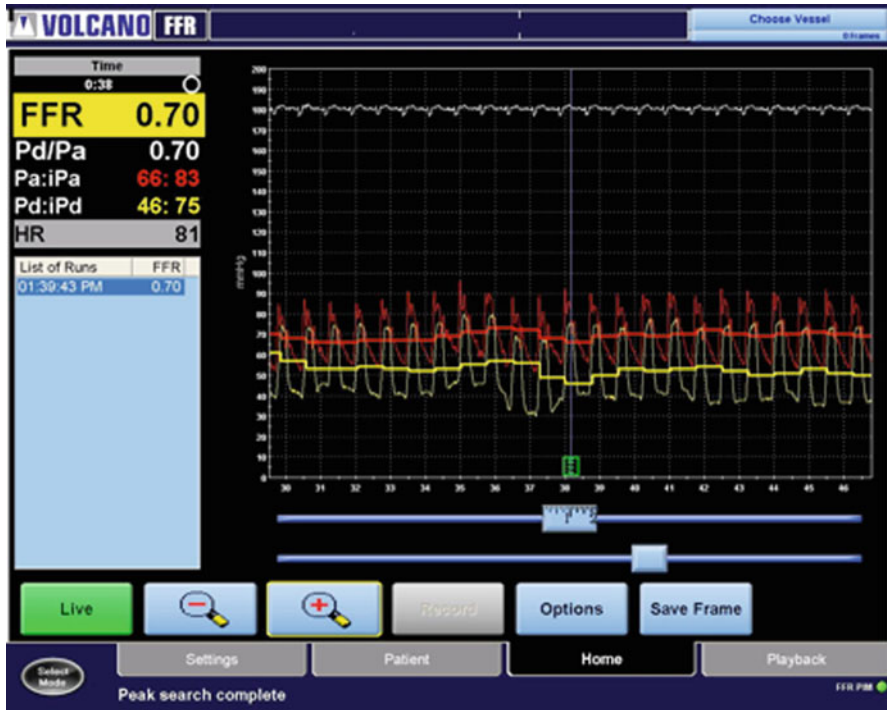 VOLCANO FFR
Choose Vessel
0 Frames
Time
0:38
FFR 0.70
Pd/Pa 0.70
Pa:iPa 66: 83
Pd:iPd 46: 75
HR 81
List of Runs FFR
01:39:43 PM 0.70
mmHg
200
190
180
170
160
150
140
130
120
110
100
90
80
70
60
50
40
30
20
10
0
30 31 32 33 34 35 36 37 38 39 40 41 42 43 44 45 46
Live
Record
Options
Save Frame
Settings Patient Home Playback
Select Mode
Peak search complete
FFR PIM